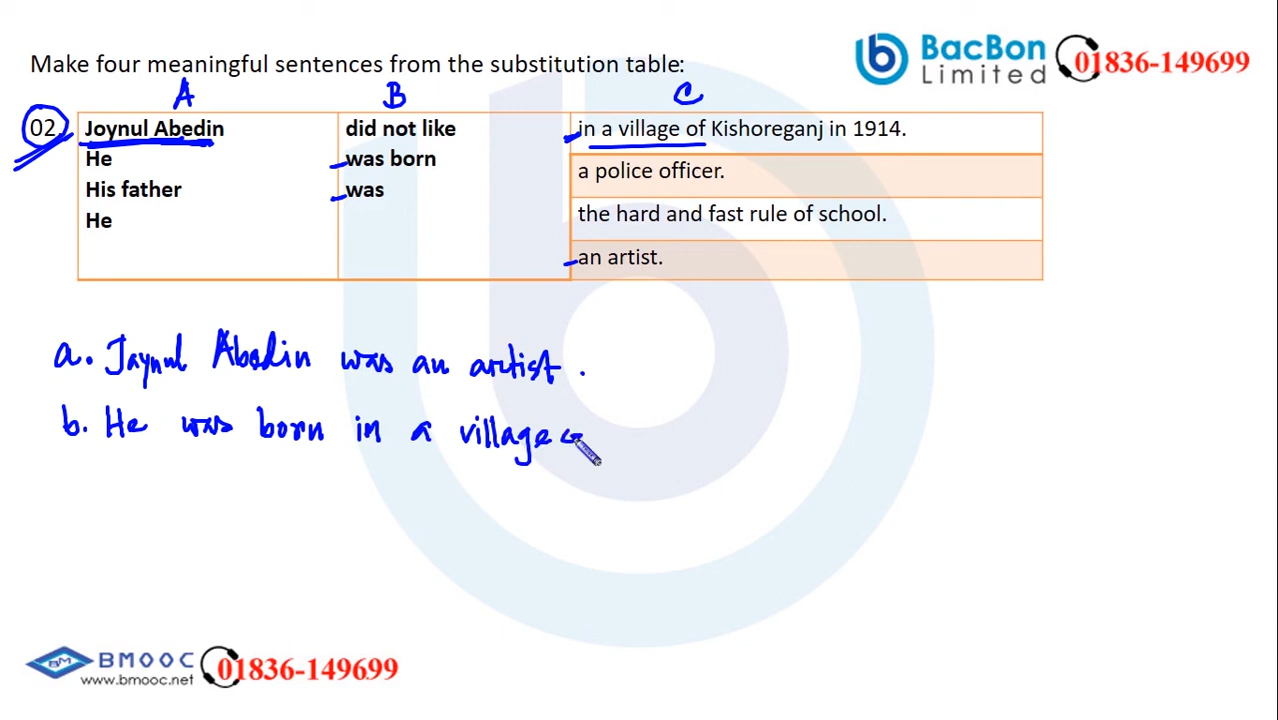 BacBon
Limited
01836-149699
Make four meaningful sentences from the substitution table:
A B C
02. Joynul Abedin did not like in a village of Kishoreganj in 1914.
He was born a police officer.
His father was the hard and fast rule of school.
He
an artist.
a. Jaynul Abedin was an artist.
b. He was born in a village
BMOOC
www.bmooc.net
01836-149699